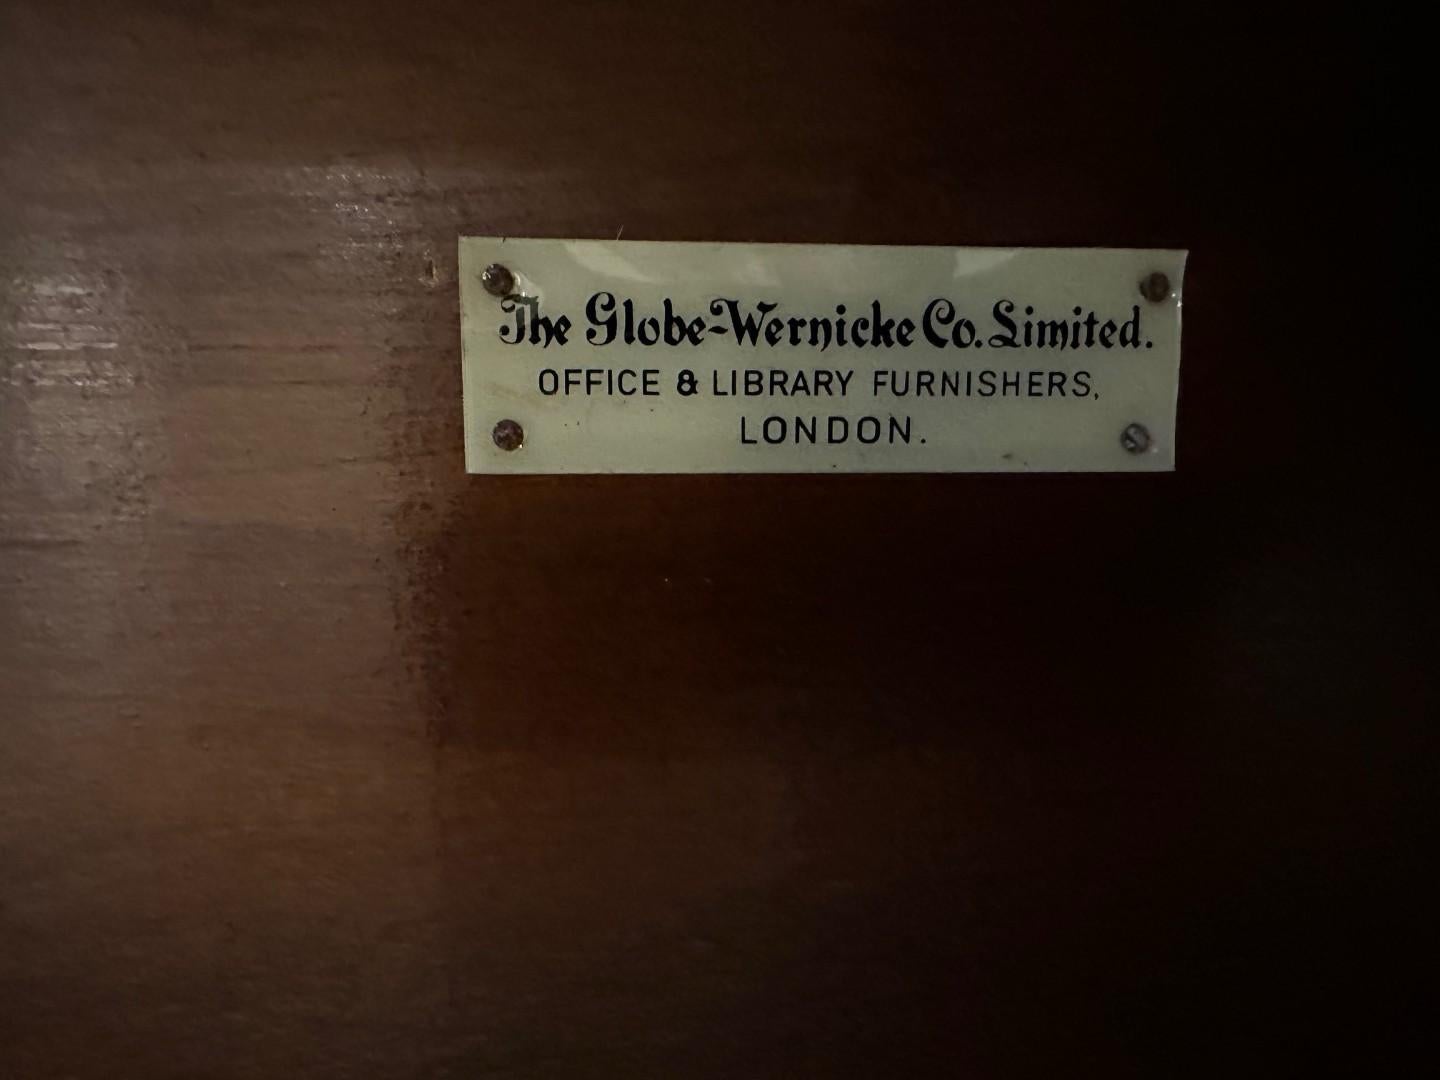 The Globe-Wernicke Co. Limited.
OFFICE & LIBRARY FURNISHERS,
LONDON.